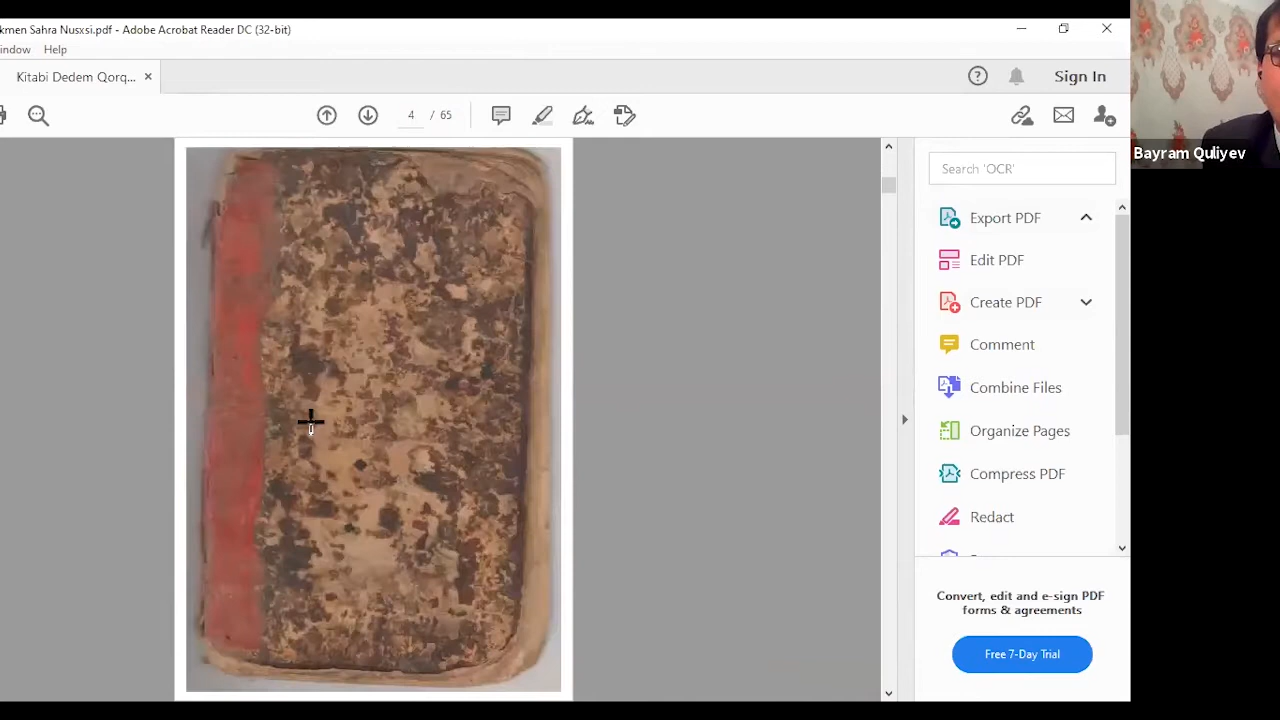 kmen Sahra Nusxsi.pdf - Adobe Acrobat Reader DC (32-bit)
indow Help
Kitabi Dedem Qorq...
Sign In
4 / 65
Bayram Quliyev
Search 'OCR'
Export PDF
Edit PDF
Create PDF
Comment
Combine Files
Organize Pages
Compress PDF
Redact
Convert, edit and e-sign PDF
forms & agreements
Free 7-Day Trial